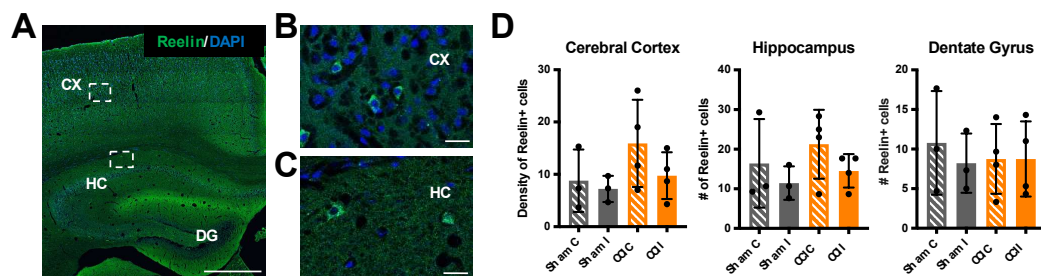 A
Reelin/DAPI
CX
HC
DG
B
CX
C
HC
D
Cerebral Cortex
Density of Reelin+ cells
30
20
10
0
Sham C
Sham I
CCI C
CCI I
Hippocampus
# of Reelin+ cells
40
30
20
10
0
Sham C
Sham I
CCI C
CCI I
Dentate Gyrus
# Reelin+ cells
20
15
10
5
0
Sham C
Sham I
CCI C
CCI I